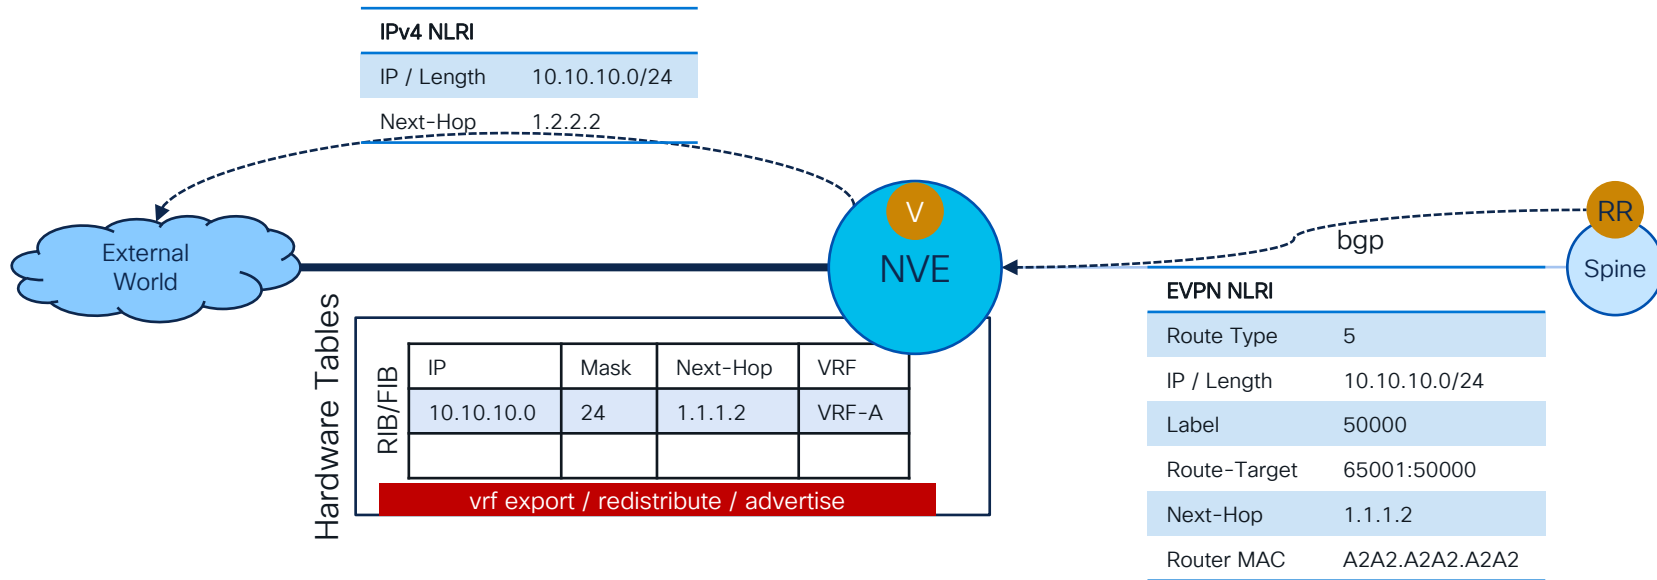 IPv4 NLRI
IP / Length 10.10.10.0/24
Next-Hop 1.2.2.2
External
World
V
NVE
bgp
RR
Spine
EVPN NLRI
Route Type 5
IP / Length 10.10.10.0/24
Label 50000
Route-Target 65001:50000
Next-Hop 1.1.1.2
Router MAC A2A2.A2A2.A2A2
Hardware Tables
RIB/FIB
IP Mask Next-Hop VRF
10.10.10.0 24 1.1.1.2 VRF-A
vrf export / redistribute / advertise